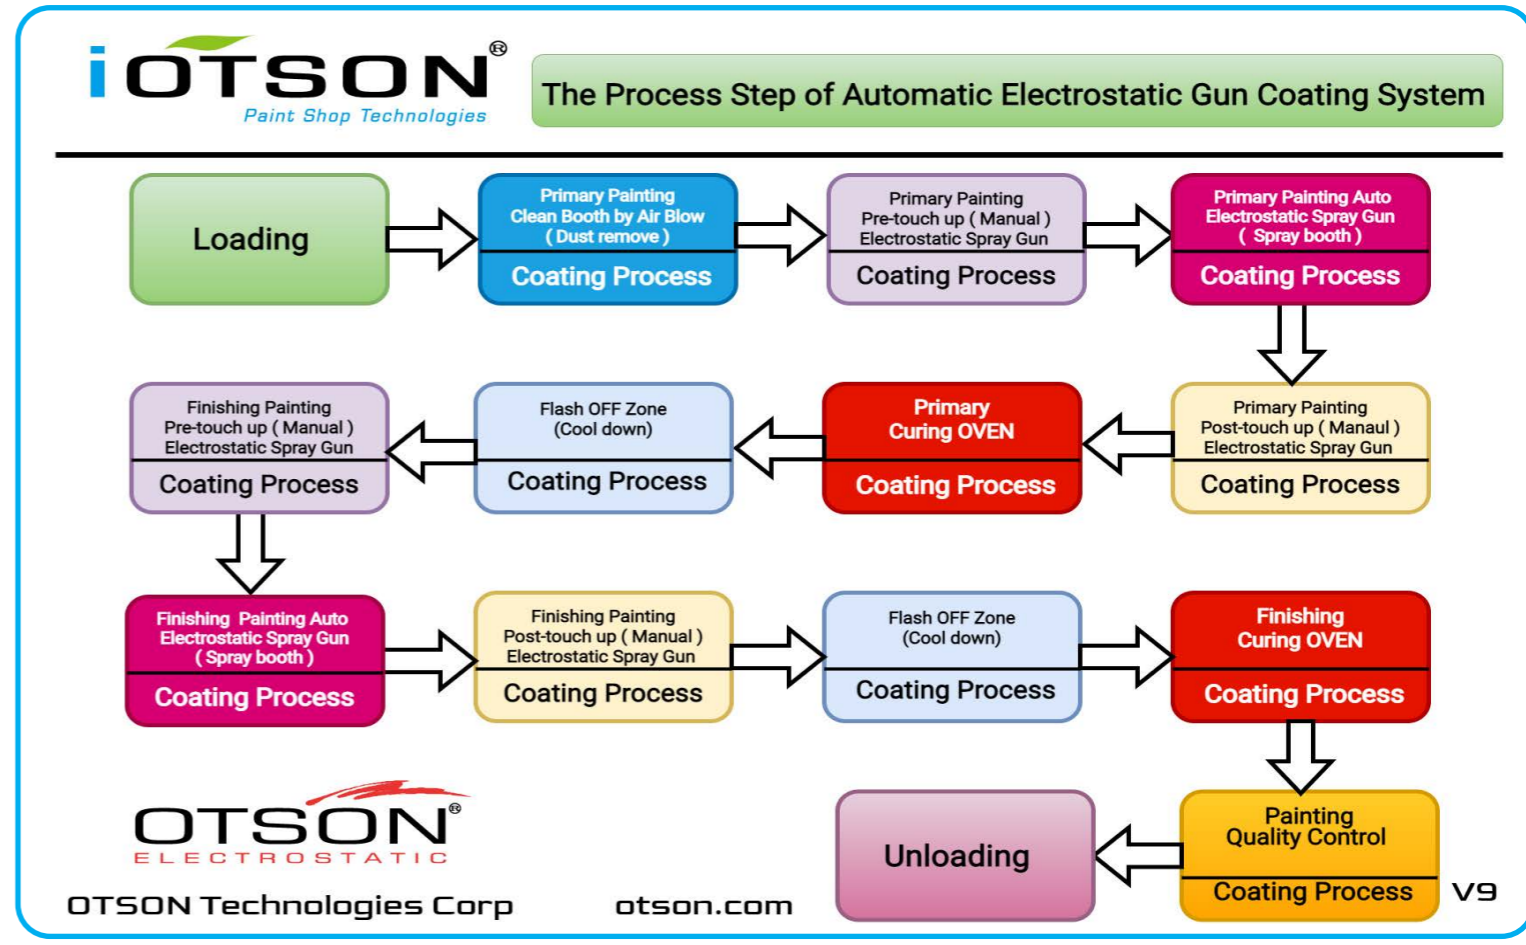 iOTSON®
Paint Shop Technologies
The Process Step of Automatic Electrostatic Gun Coating System
Loading
Primary Painting
Clean Booth by Air Blow
( Dust remove )
Coating Process
Primary Painting
Pre-touch up ( Manual )
Electrostatic Spray Gun
Coating Process
Primary Painting Auto
Electrostatic Spray Gun
( Spray booth )
Coating Process
Finishing Painting
Pre-touch up ( Manual )
Electrostatic Spray Gun
Coating Process
Flash OFF Zone
(Cool down)
Coating Process
Primary
Curing OVEN
Coating Process
Primary Painting
Post-touch up ( Manaul )
Electrostatic Spray Gun
Coating Process
Finishing Painting Auto
Electrostatic Spray Gun
( Spray booth )
Coating Process
Finishing Painting
Post-touch up ( Manual )
Electrostatic Spray Gun
Coating Process
Flash OFF Zone
(Cool down)
Coating Process
Finishing
Curing OVEN
Coating Process
OTSON®
ELECTROSTATIC
Unloading
Painting
Quality Control
Coating Process
OTSON Technologies Corp
otson.com
V9